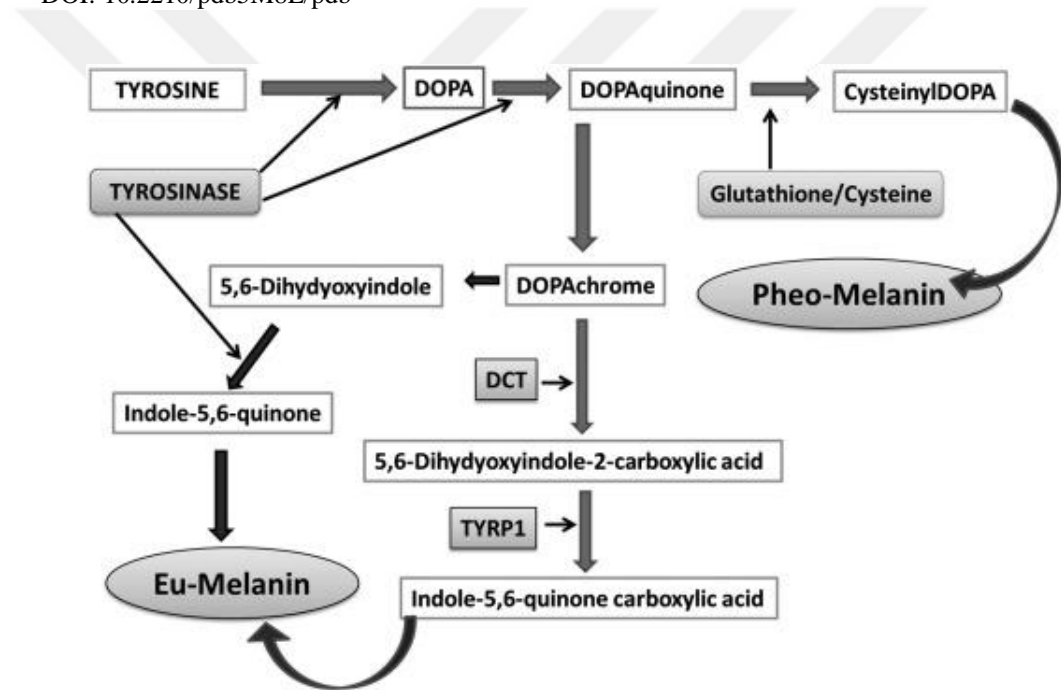 TYROSINE
DOPA
DOPAquinone
CysteinylDOPA
TYROSINASE
Glutathione/Cysteine
5,6-Dihydyoxyindole
DOPAchrome
Pheo-Melanin
DCT
Indole-5,6-quinone
5,6-Dihydyoxyindole-2-carboxylic acid
TYRP1
Eu-Melanin
Indole-5,6-quinone carboxylic acid